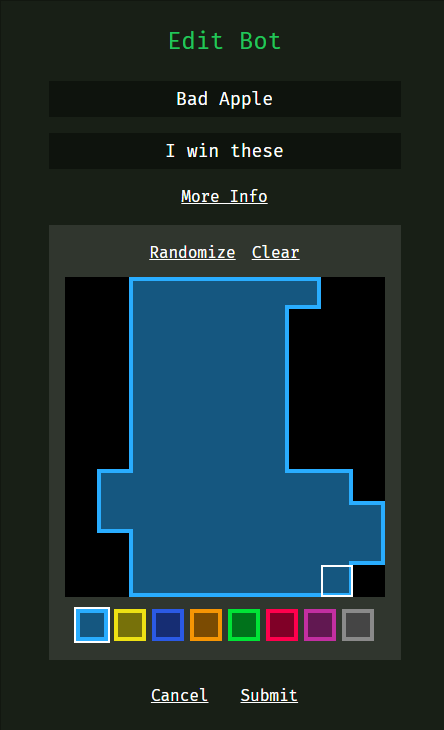 Edit Bot
Bad Apple
I win these
More Info
Randomize Clear
Cancel Submit